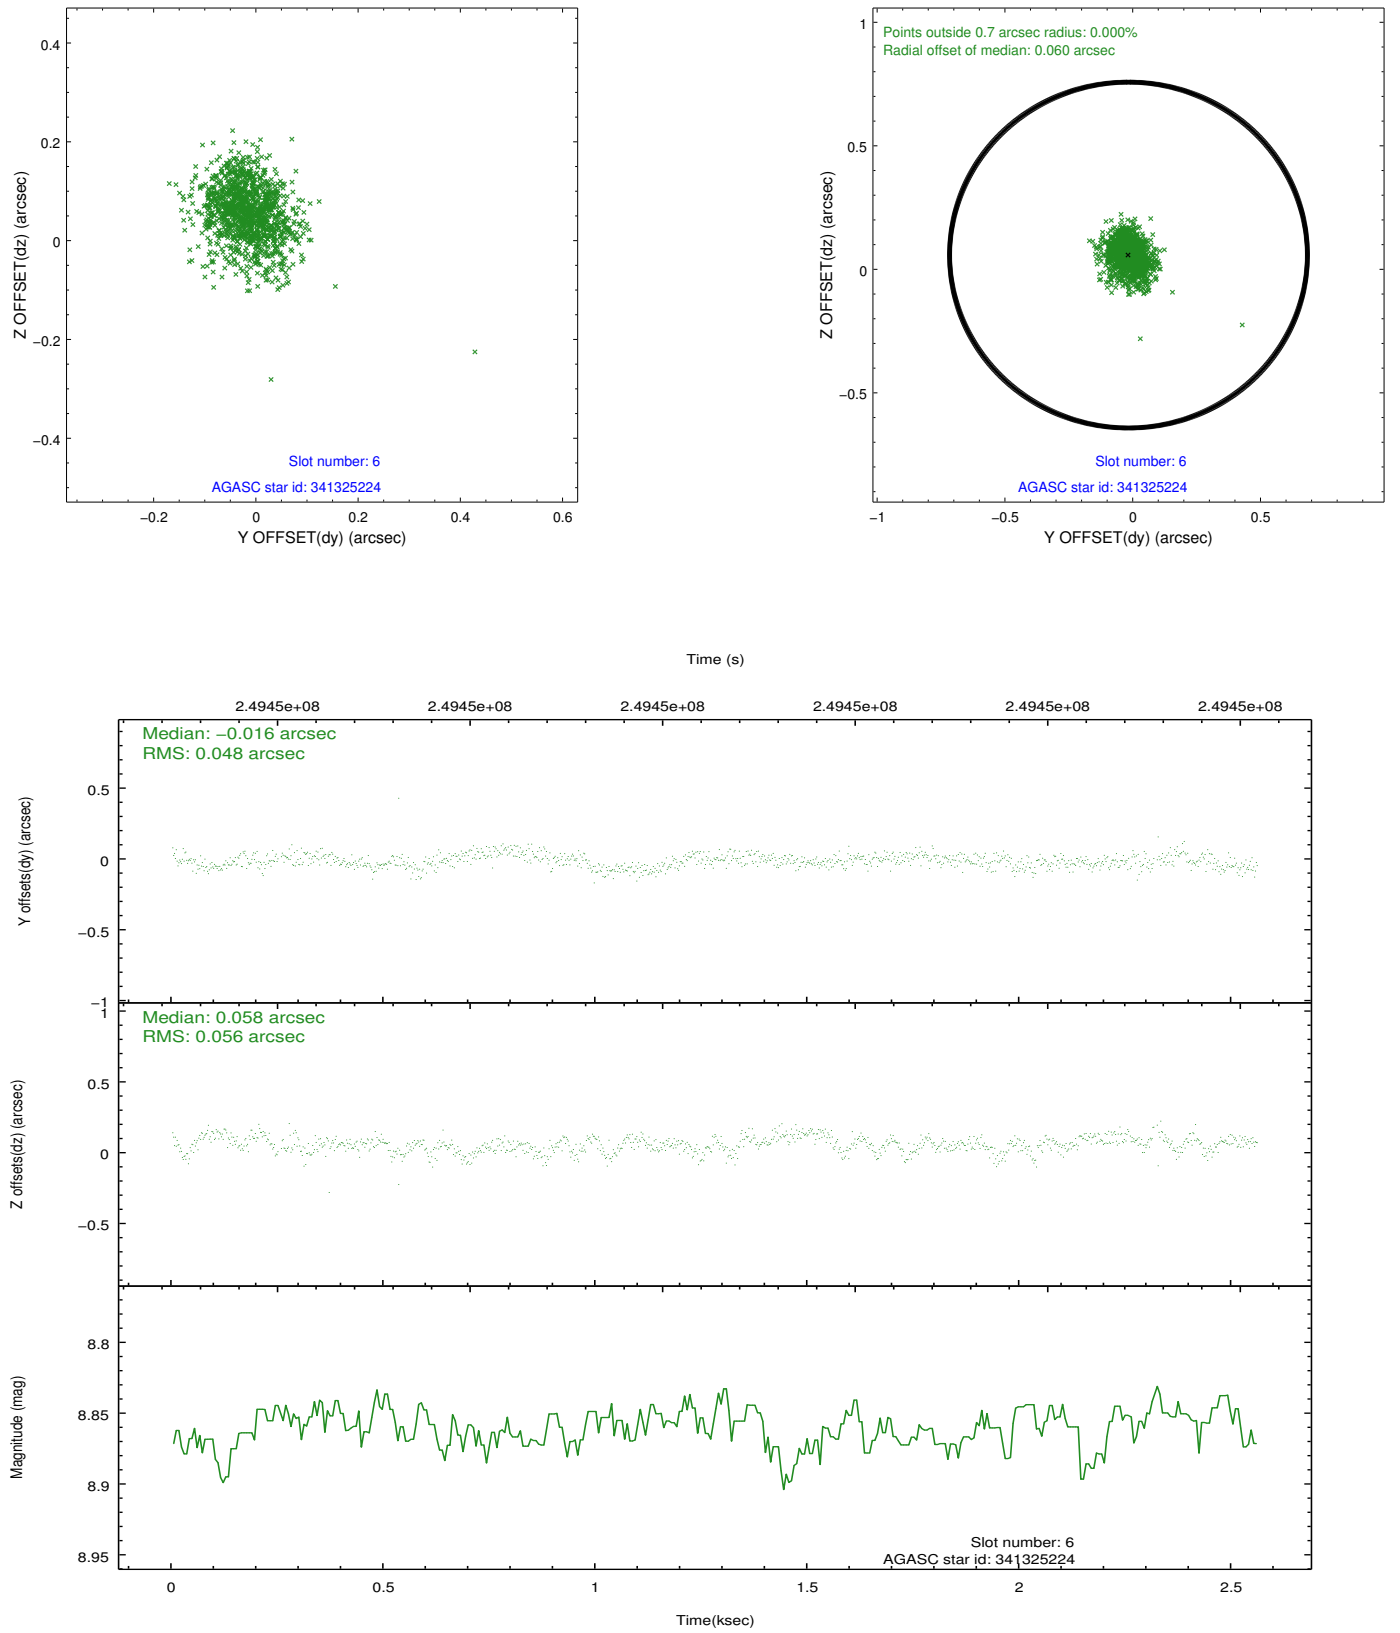 0.4
0.2
0
−0.2
−0.4
Z OFFSET(dz) (arcsec)
Slot number: 6
AGASC star id: 341325224
−0.2 0 0.2 0.4 0.6
Y OFFSET(dy) (arcsec)
Points outside 0.7 arcsec radius: 0.000%
Radial offset of median: 0.060 arcsec
1
0.5
0
−0.5
Z OFFSET(dz) (arcsec)
Slot number: 6
AGASC star id: 341325224
−1 −0.5 0 0.5
Y OFFSET(dy) (arcsec)
Time (s)
2.4945e+08 2.4945e+08 2.4945e+08 2.4945e+08 2.4945e+08 2.4945e+08
Median: −0.016 arcsec
RMS: 0.048 arcsec
0.5
0
−0.5
−1
Y offsets(dy) (arcsec)
Median: 0.058 arcsec
RMS: 0.056 arcsec
1
0.5
0
−0.5
Z offsets(dz) (arcsec)
8.8
8.85
8.9
8.95
Magnitude (mag)
Slot number: 6
AGASC star id: 341325224
0 0.5 1 1.5 2 2.5
Time(ksec)